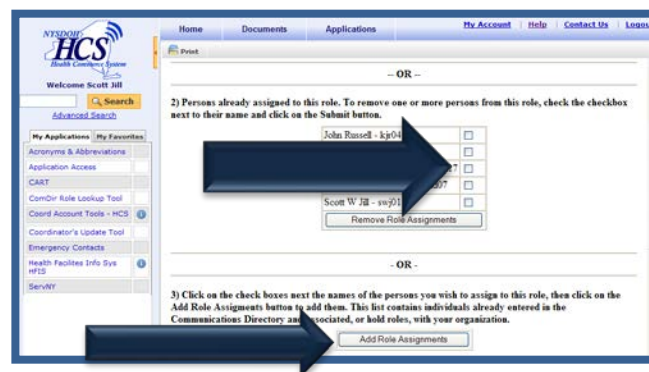 NYSDOH
HCS
Health Commerce System
Welcome Scott Jill
Search
Advanced Search
My Applications My Favorites
Acronyms & Abbreviations
Application Access
CART
ComDir Role Lookup Tool
Coord Account Tools - HCS
Coordinator's Update Tool
Emergency Contacts
Health Facilites Info Sys
HFIS
ServNY
Home Documents Applications My Account Help Contact Us
Print
-- OR --
2) Persons already assigned to this role. To remove one or more persons from this role, check the checkbox
next to their name and click on the Submit button.
John Russell - kjr04
Scott W Jill - swj01
Remove Role Assignments
- OR -
3) Click on the check boxes next the names of the persons you wish to assign to this role, then click on the
Add Role Assigments button to add them. This list contains individuals already entered in the
Communications Directory and associated, or hold roles, with your organization.
Add Role Assignments